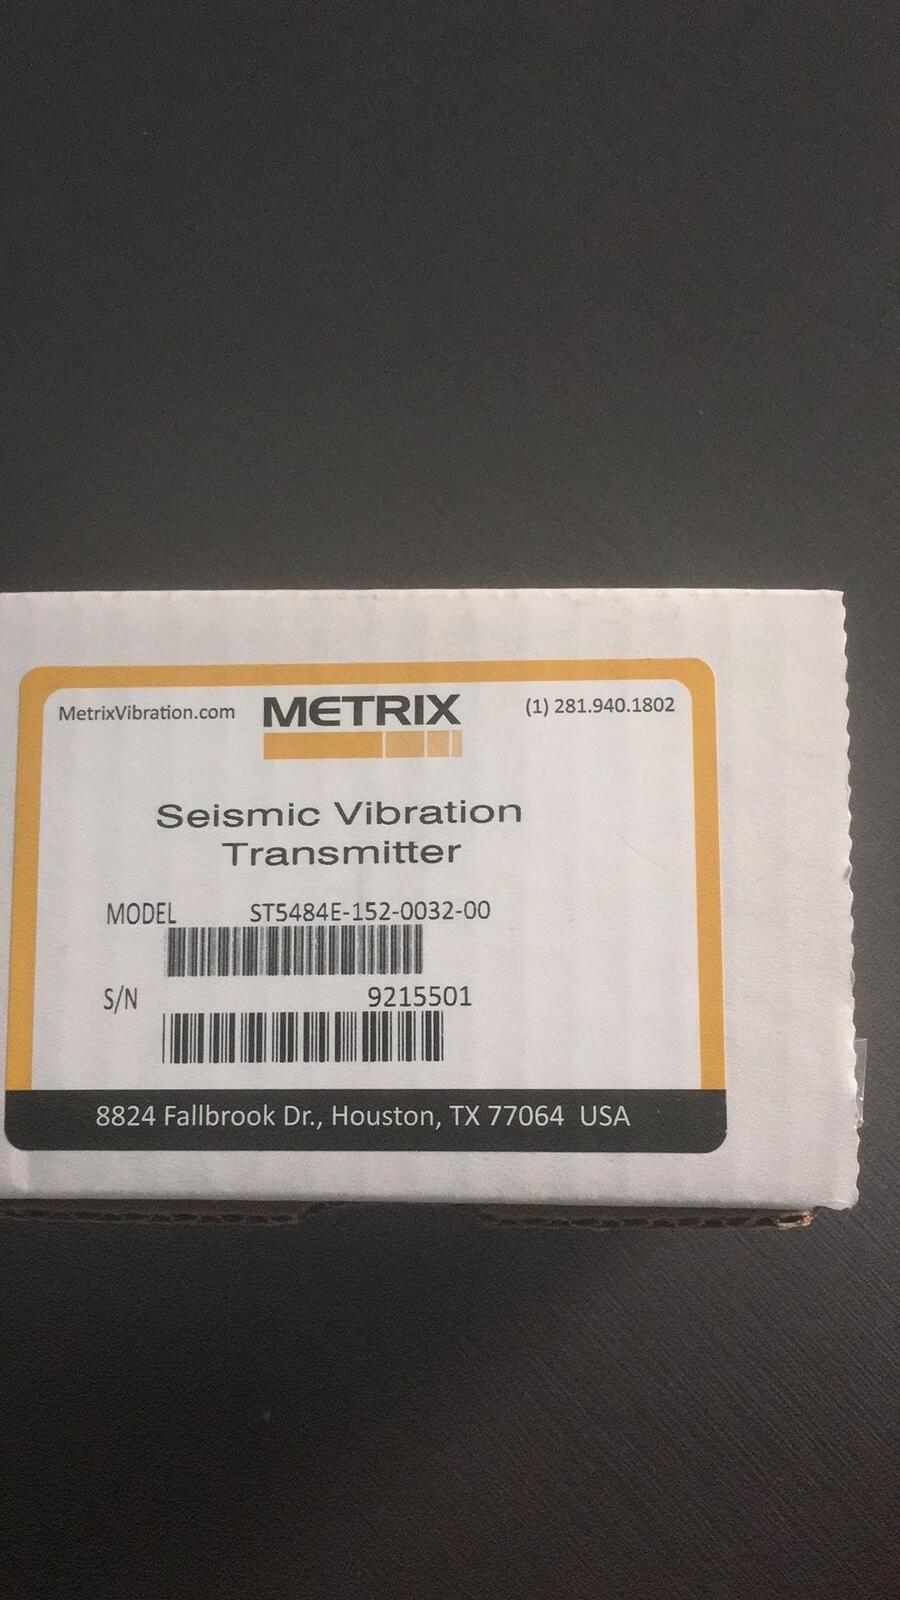 MetrixVibration.com METRIX (1) 281.940.1802
Seismic Vibration
Transmitter
MODEL ST5484E-152-0032-00
S/N 9215501
8824 Fallbrook Dr., Houston, TX 77064 USA